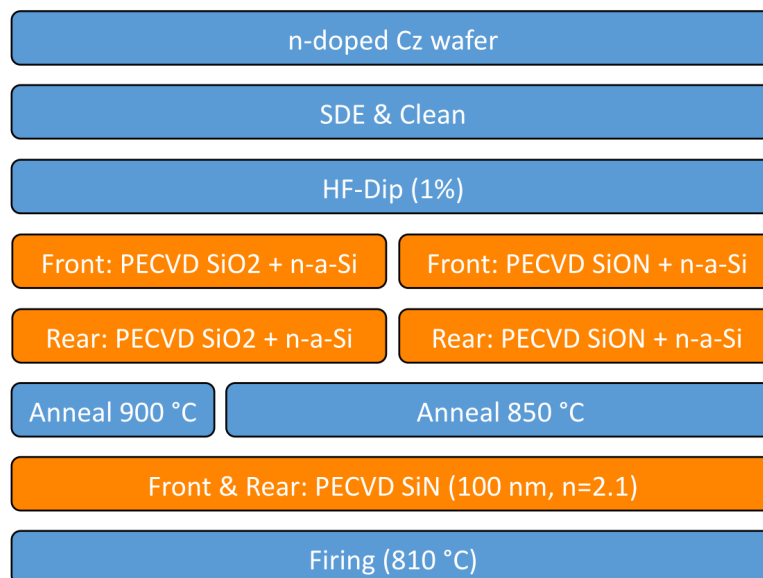 n-doped Cz wafer
SDE & Clean
HF-Dip (1%)
Front: PECVD SiO2 + n-a-Si
Front: PECVD SiON + n-a-Si
Rear: PECVD SiO2 + n-a-Si
Rear: PECVD SiON + n-a-Si
Anneal 900 °C
Anneal 850 °C
Front & Rear: PECVD SiN (100 nm, n=2.1)
Firing (810 °C)